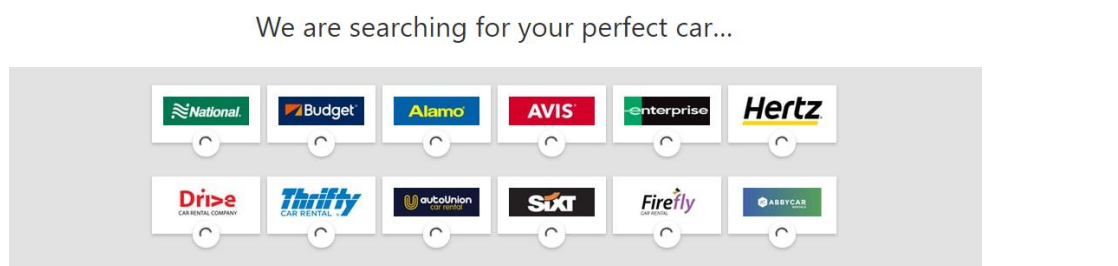 We are searching for your perfect car...
National. Budget Alamo AVIS enterprise Hertz
Dri>e Thrifty autoUnion SIXT Firefly ABBYCAR
CAR RENTAL COMPANY CAR RENTAL car rental CAR RENTAL